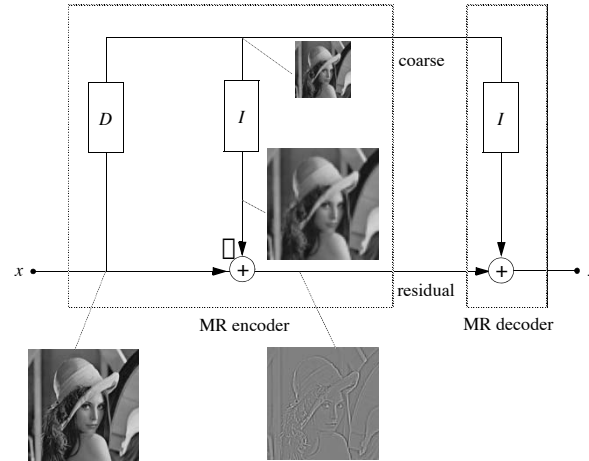 coarse
D
I
I
x
+
+
residual
MR encoder
MR decoder